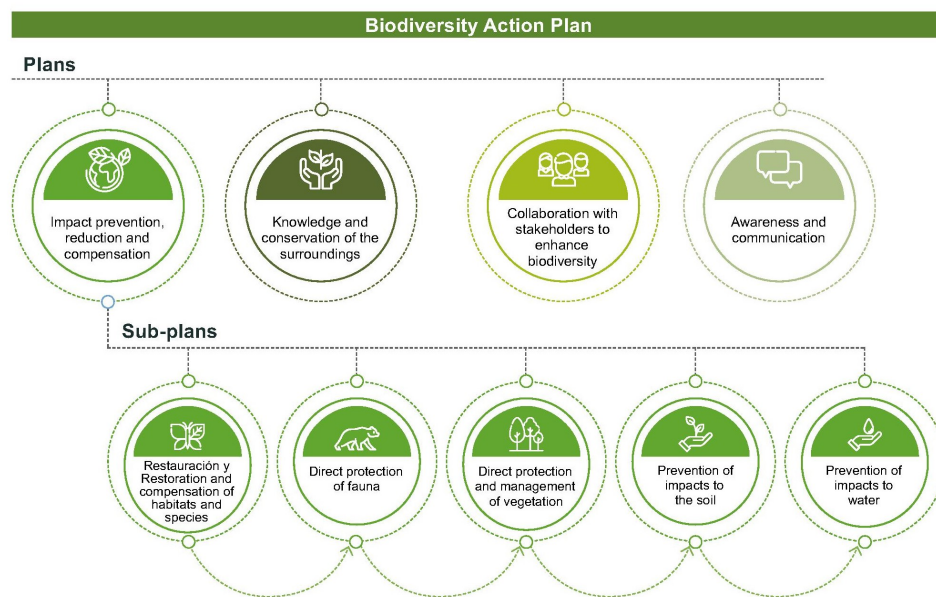 Biodiversity Action Plan
Plans
Impact prevention,
reduction and
compensation
Knowledge and
conservation of the
surroundings
Collaboration with
stakeholders to
enhance
biodiversity
Awareness and
communication
Sub-plans
Restauración y
Restoration and
compensation of
habitats and
species
Direct protection
of fauna
Direct protection
and management
of vegetation
Prevention of
impacts to
the soil
Prevention of
impacts to
water